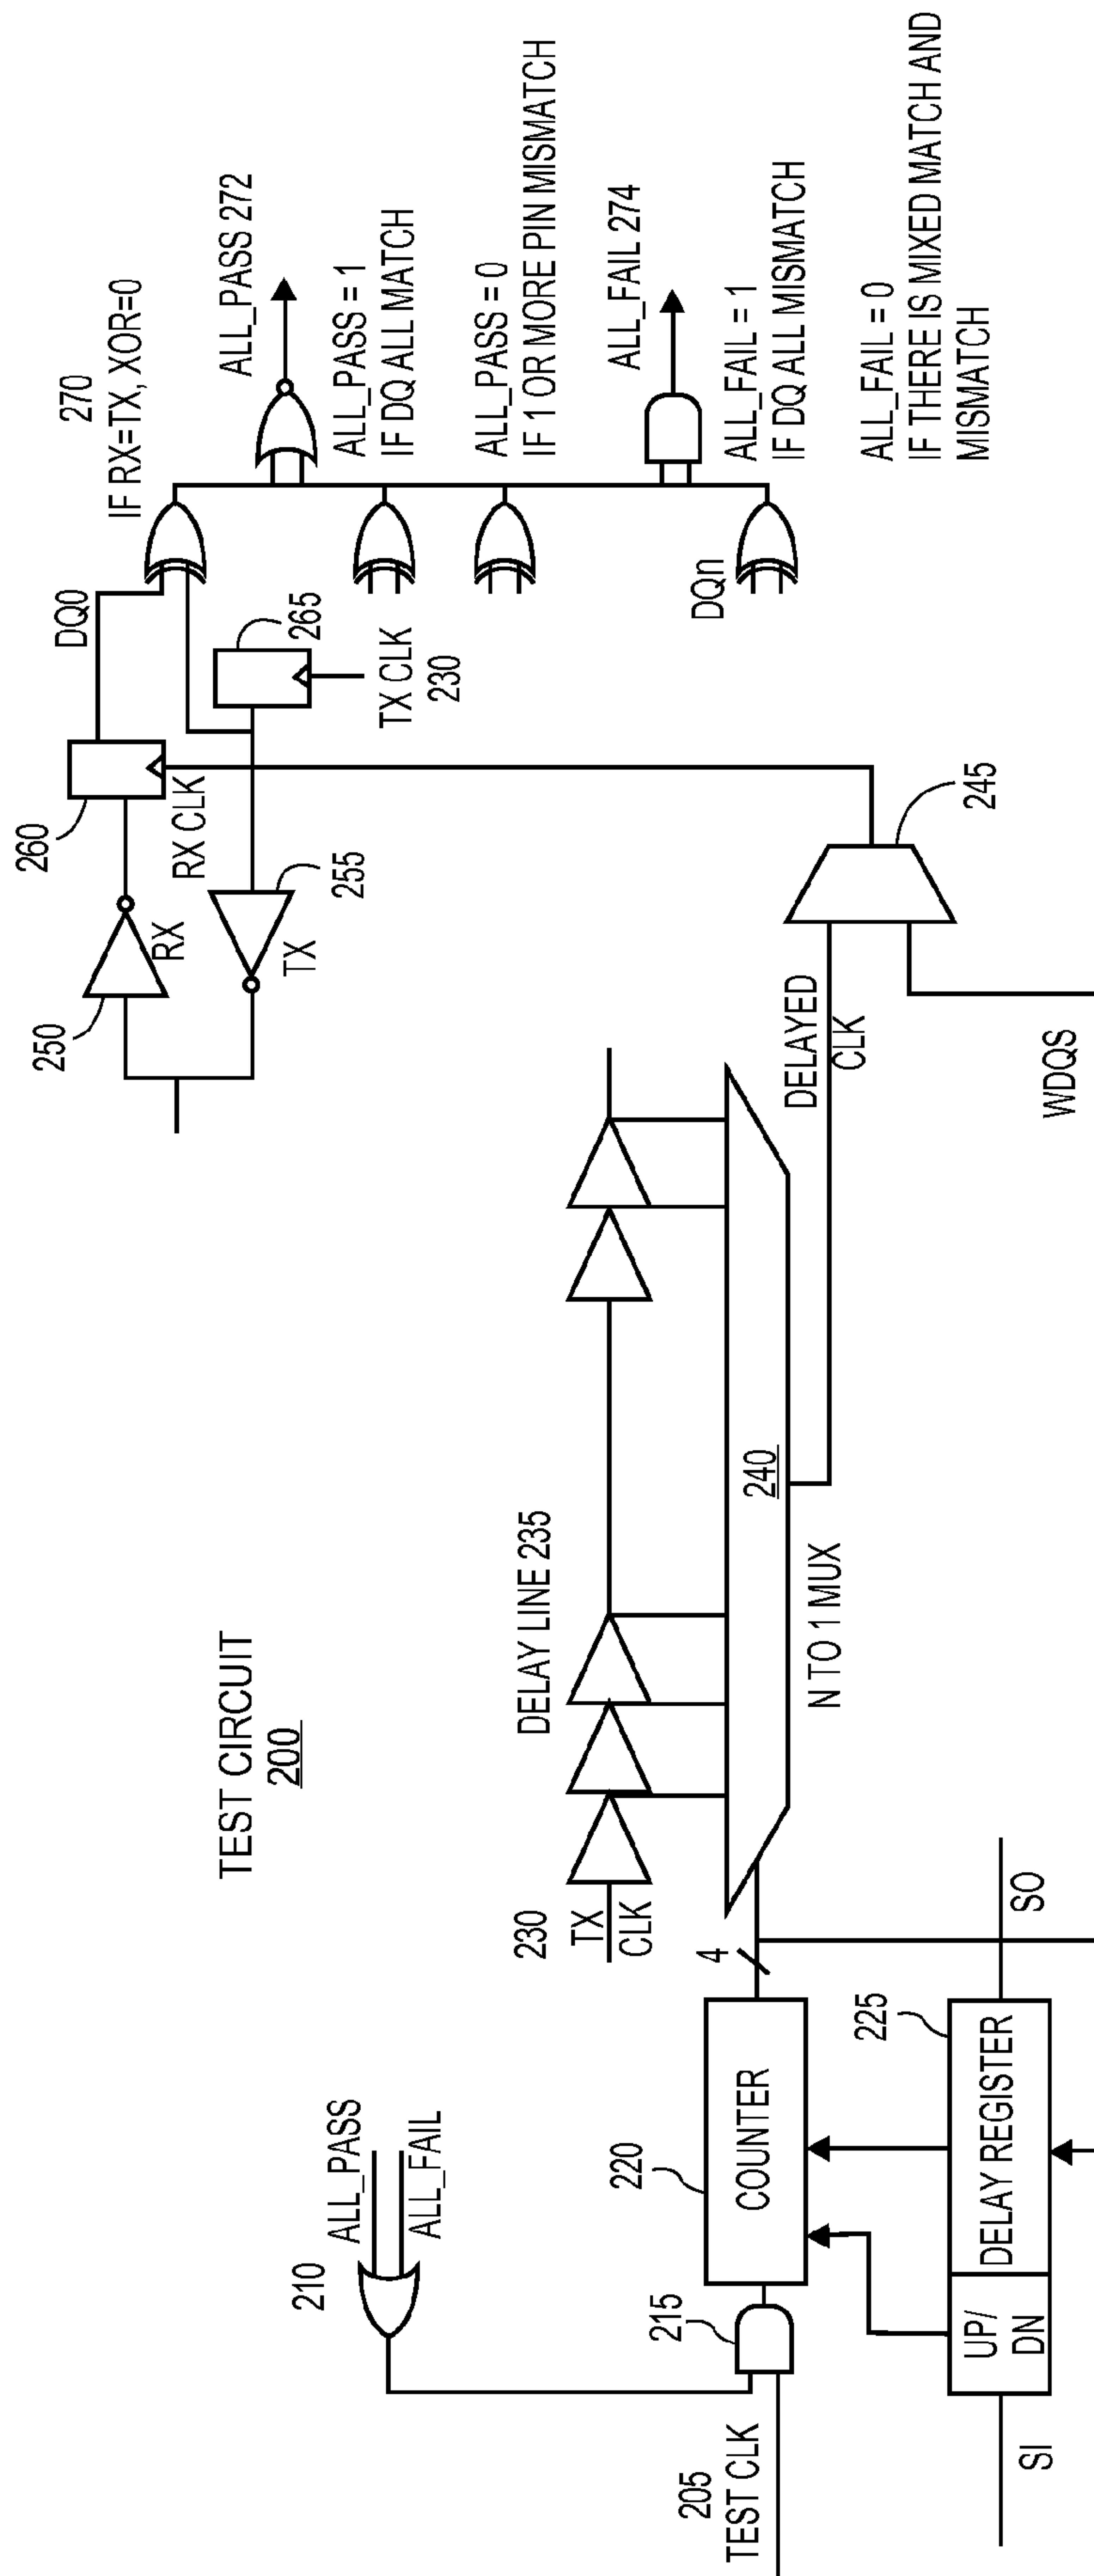 TEST CIRCUIT
200
ALL_PASS
ALL_FAIL
210
205
TEST CLK
215
220
COUNTER
4
UP/
DN
DELAY REGISTER
225
SI
SO
230
TX
CLK
DELAY LINE 235
240
N TO 1 MUX
DELAYED
CLK
WDQS
245
250
RX
TX
255
260
RX CLK
265
TX CLK
230
DQ0
DQn
270
IF RX=TX, XOR=0
ALL_PASS 272
ALL_PASS = 1
IF DQ ALL MATCH
ALL_PASS = 0
IF 1 OR MORE PIN MISMATCH
ALL_FAIL 274
ALL_FAIL = 1
IF DQ ALL MISMATCH
ALL_FAIL = 0
IF THERE IS MIXED MATCH AND
MISMATCH